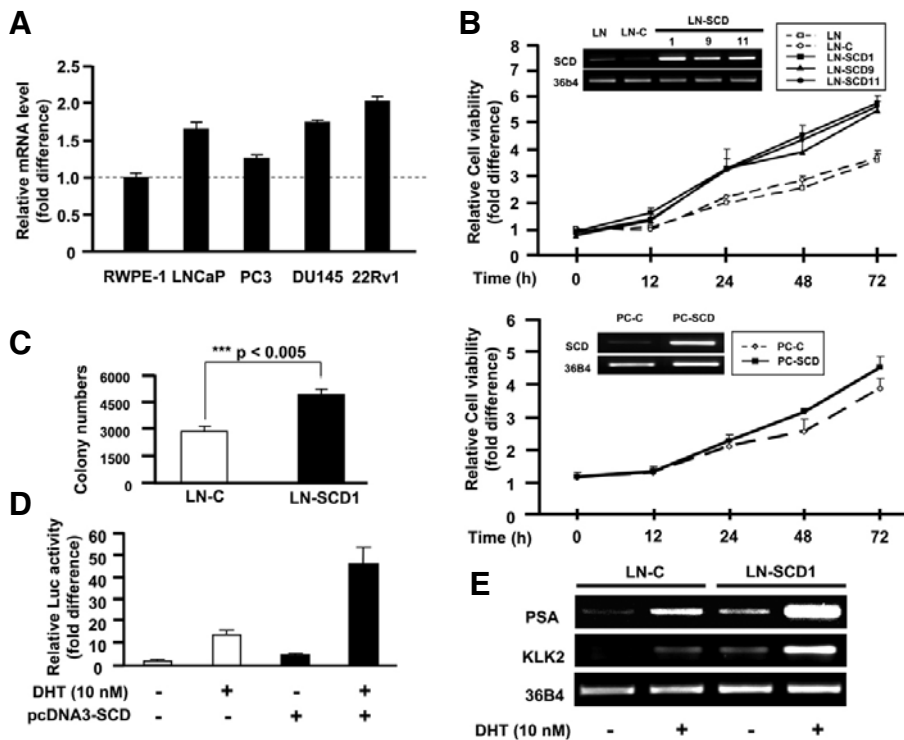 A
Relative mRNA level
(fold difference)
2.5
2.0
1.5
1.0
0.5
0
RWPE-1 LNCaP PC3 DU145 22Rv1
B
Relative Cell viability
(fold difference)
8
7
6
5
4
3
2
1
0
LN LN-C LN-SCD
1 9 11
SCD
36b4
LN
LN-C
LN-SCD1
LN-SCD9
LN-SCD11
Time (h) 0 12 24 48 72
Relative Cell viability
(fold difference)
6
5
4
3
2
1
0
PC-C PC-SCD
SCD
36B4
PC-C
PC-SCD
Time (h) 0 12 24 48 72
C
Colony numbers
*** p < 0.005
6000
4500
3000
1500
0
LN-C LN-SCD1
D
Relative Luc activity
(fold difference)
60
50
40
30
20
10
0
DHT (10 nM) - + - +
pcDNA3-SCD - - + +
E
LN-C LN-SCD1
PSA
KLK2
36B4
DHT (10 nM) - + - +